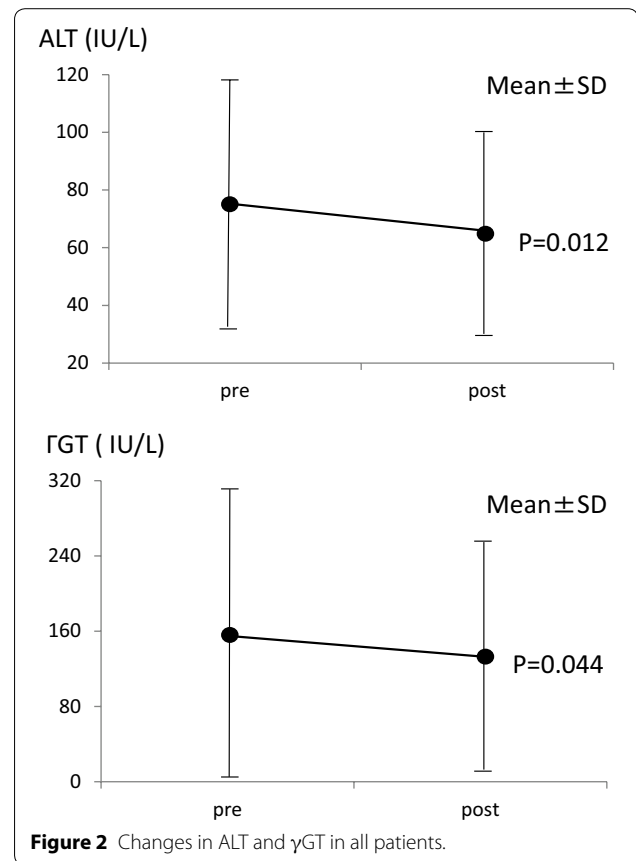 ALT (IU/L)
120
Mean±SD
100
80
60
P=0.012
40
20
pre post
ΓGT ( IU/L)
320
Mean±SD
240
160
P=0.044
80
0
pre post
Figure 2 Changes in ALT and γGT in all patients.